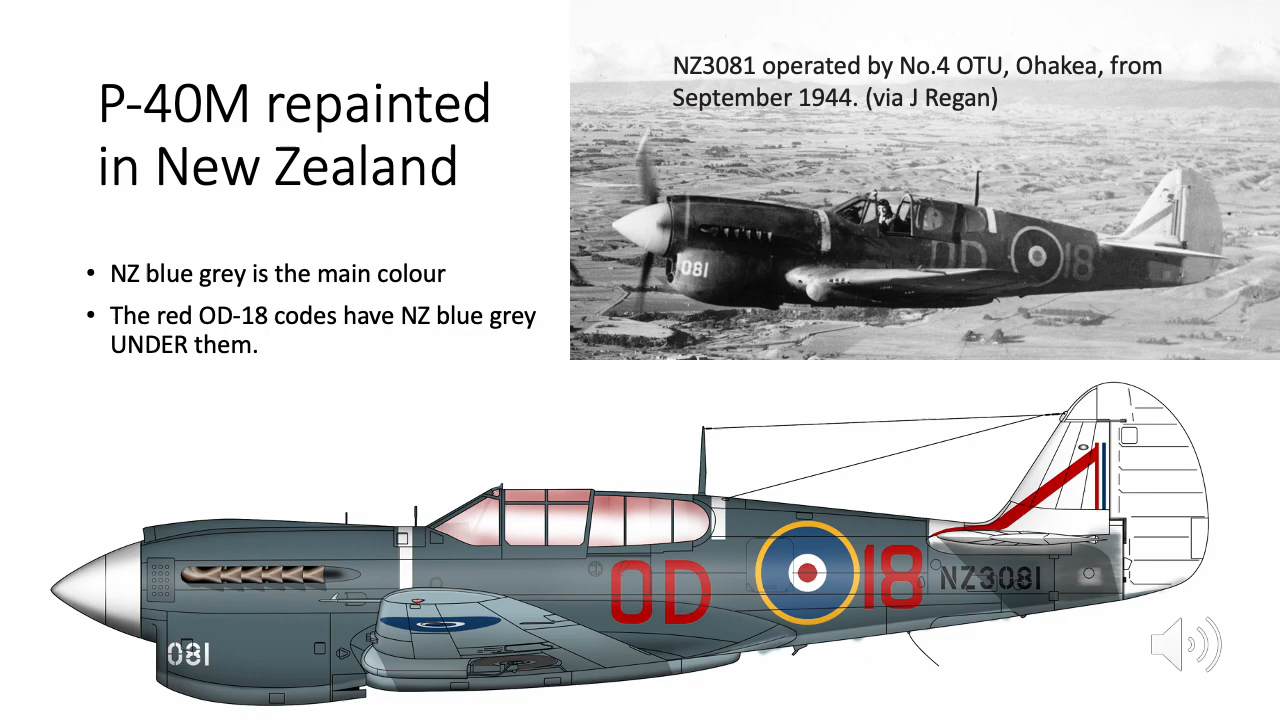 P-40M repainted
in New Zealand
• NZ blue grey is the main colour
• The red OD-18 codes have NZ blue grey
UNDER them.
NZ3081 operated by No.4 OTU, Ohakea, from
September 1944. (via J Regan)
OD 18
081
OD 18 NZ3081
081